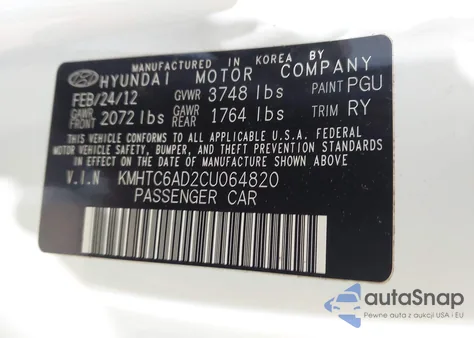 MANUFACTURED IN KOREA BY
HYUNDAI MOTOR COMPANY
FEB/24/12 GVWR 3748 lbs PAINT PGU
GAWR FRONT 2072 lbs GAWR REAR 1764 lbs TRIM RY
THIS VEHICLE CONFORMS TO ALL APPLICABLE U.S.A. FEDERAL
MOTOR VEHICLE SAFETY, BUMPER, AND THEFT PREVENTION STANDARDS
IN EFFECT ON THE DATE OF MANUFACTURE SHOWN ABOVE.
V.I.N KMHTC6AD2CU064820
PASSENGER CAR
autoSnap
Pewne auta z aukcji USA i EU